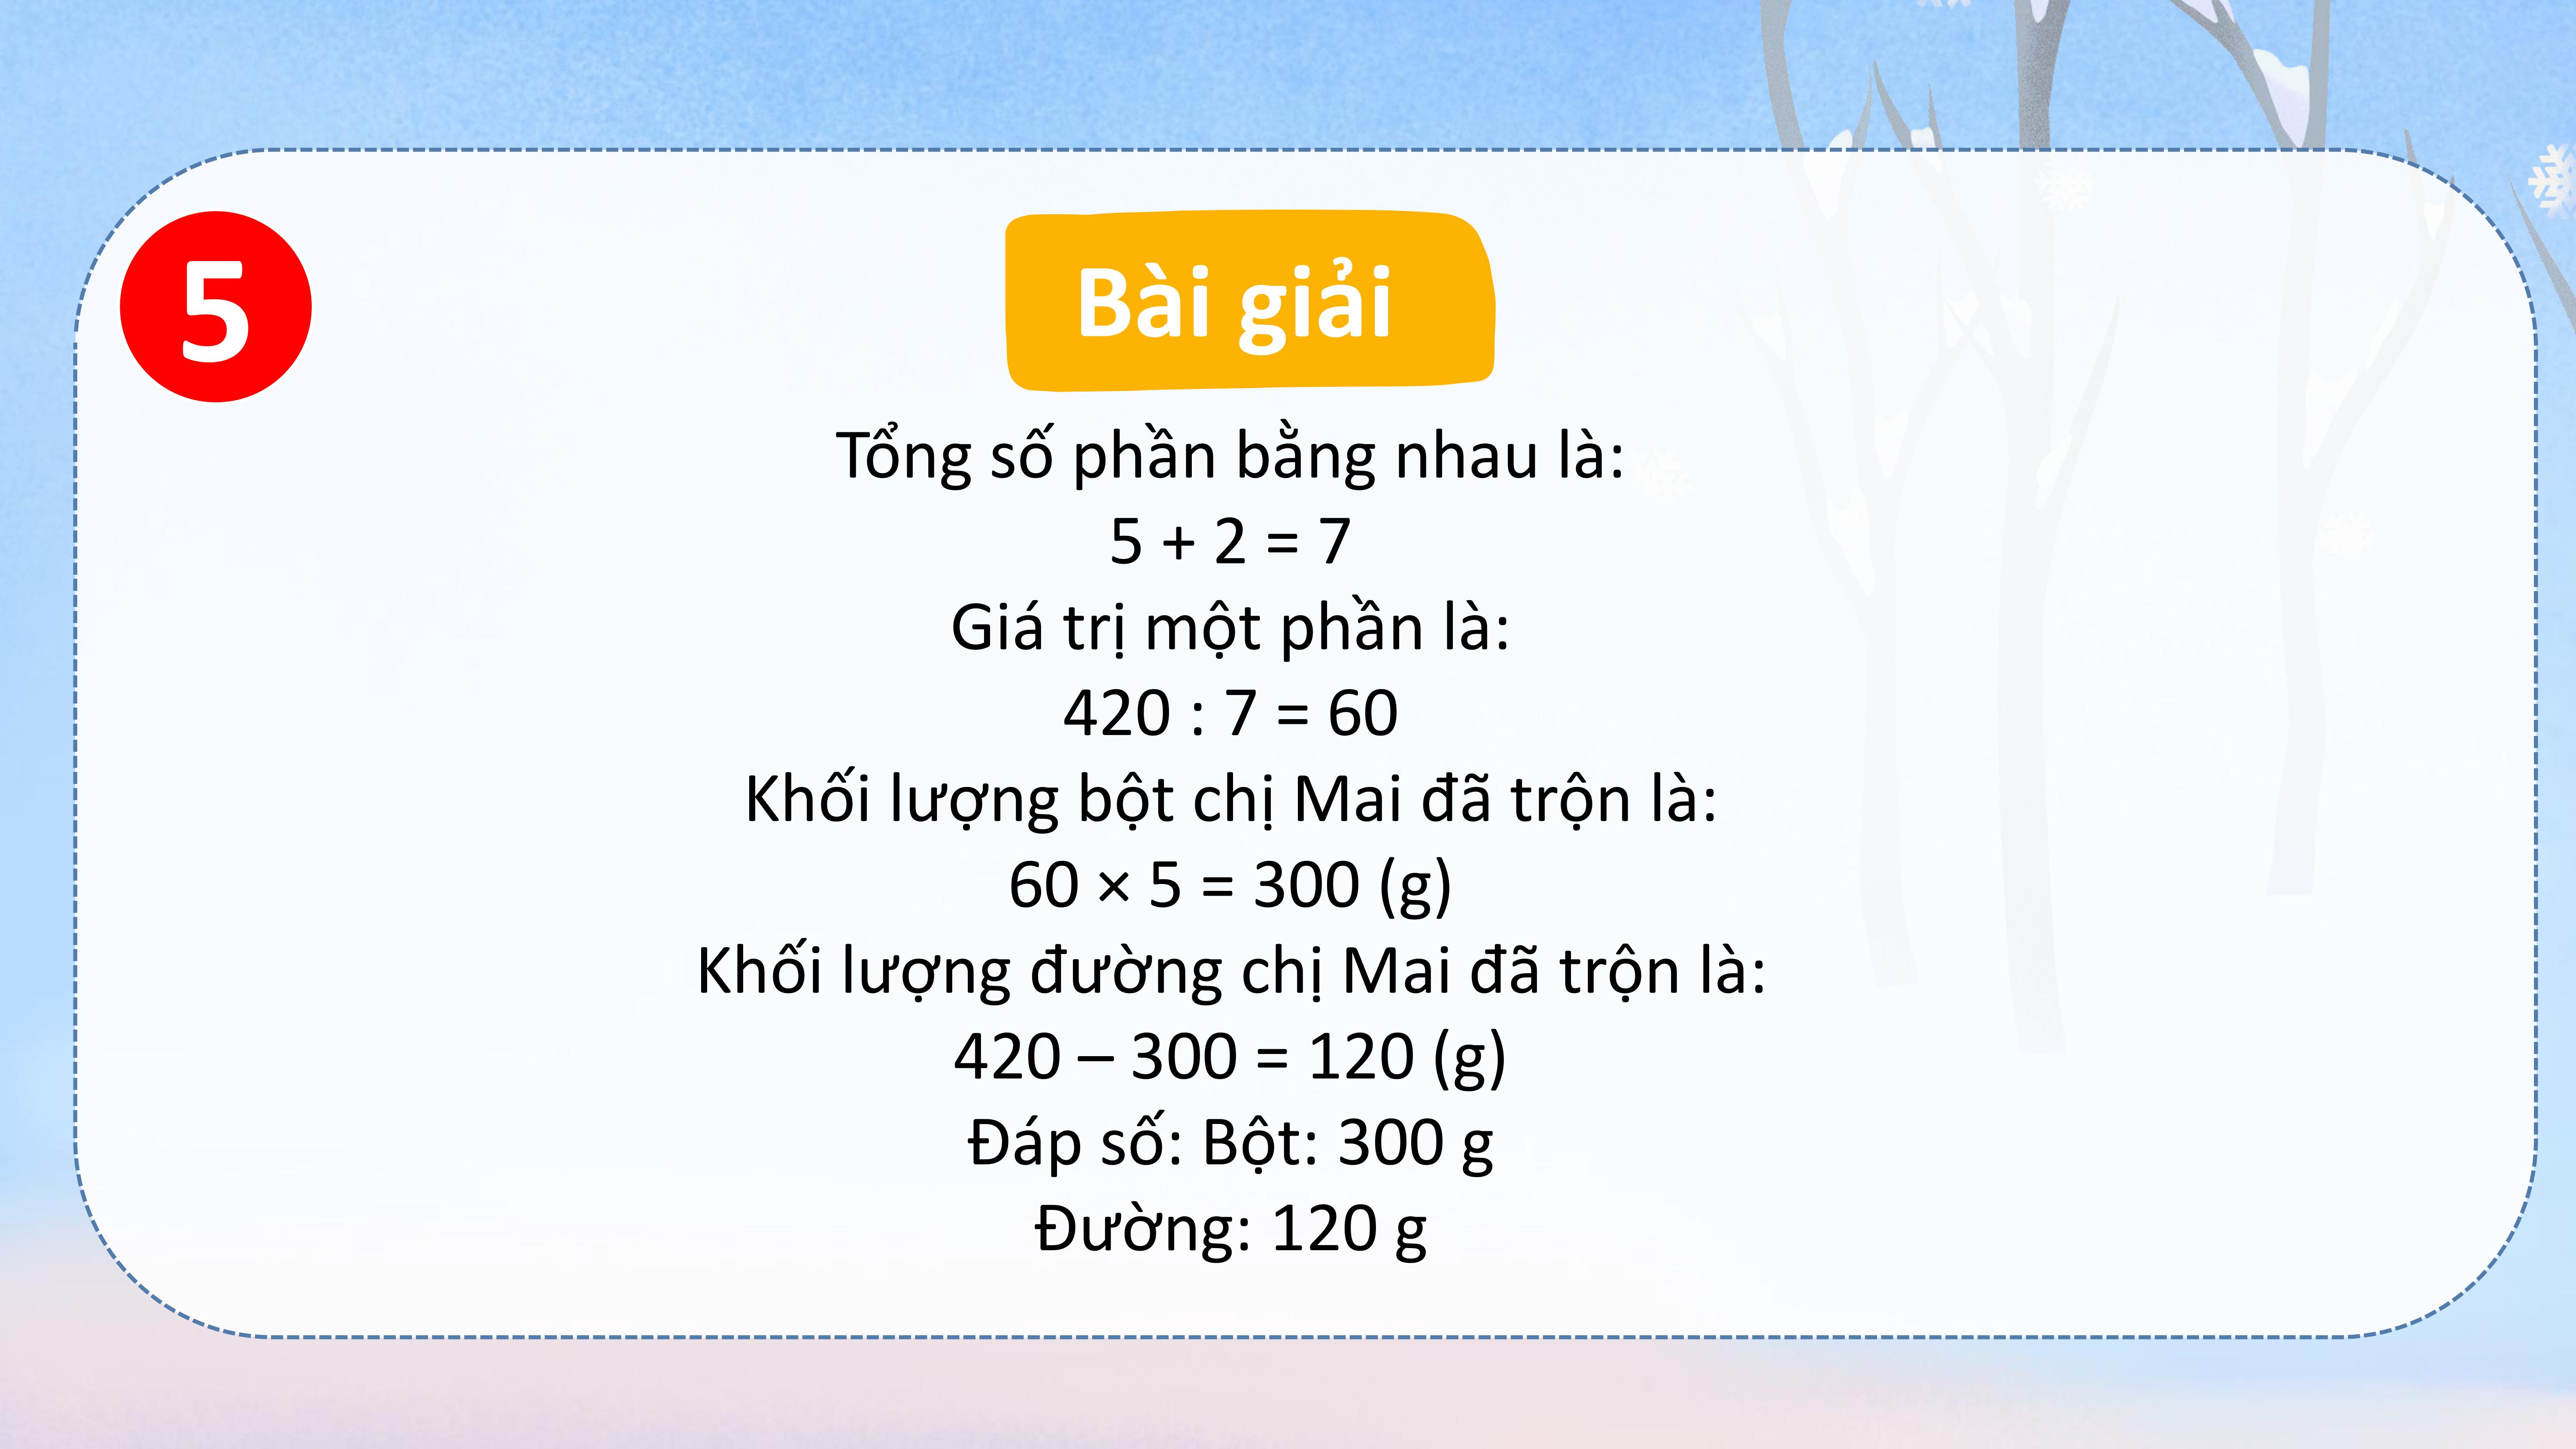 5
Bài giải
Tổng số phần bằng nhau là:
5 + 2 = 7
Giá trị một phần là:
420 : 7 = 60
Khối lượng bột chị Mai đã trộn là:
60 × 5 = 300 (g)
Khối lượng đường chị Mai đã trộn là:
420 – 300 = 120 (g)
Đáp số: Bột: 300 g
Đường: 120 g